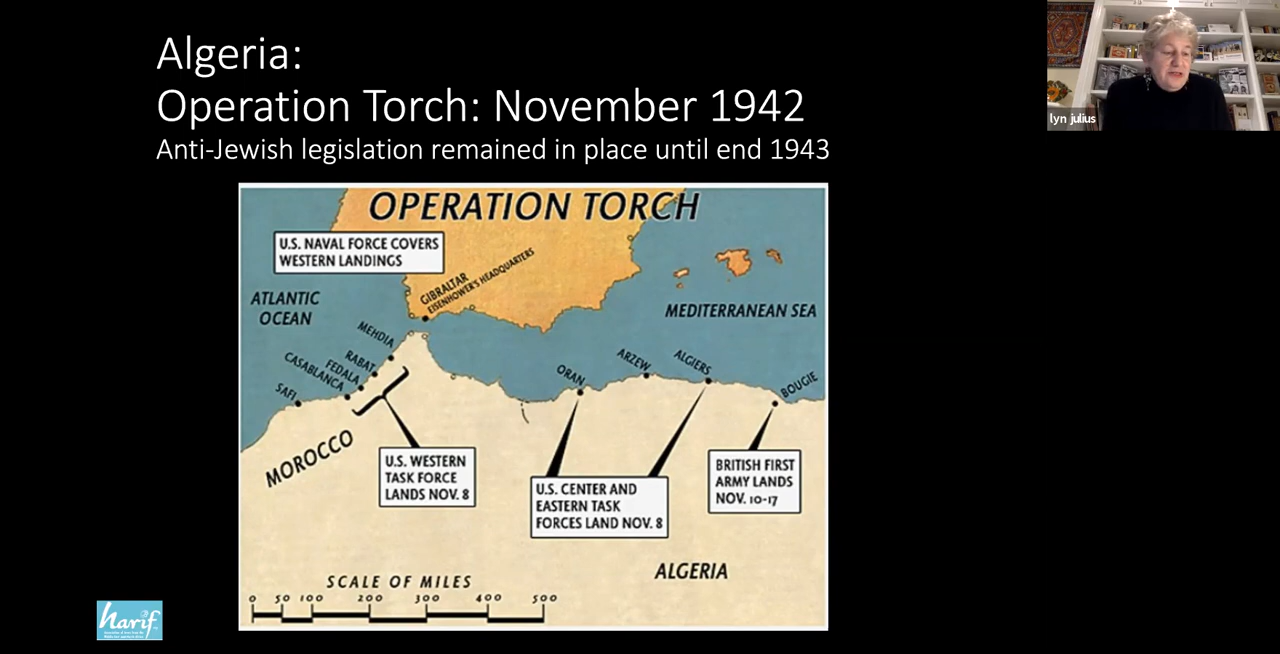 Algeria:
Operation Torch: November 1942
Anti-Jewish legislation remained in place until end 1943
lyn julius
OPERATION TORCH
U.S. NAVAL FORCE COVERS
WESTERN LANDINGS
GIBRALTAR
EISENHOWER'S HEADQUARTERS
ATLANTIC
OCEAN
MEDITERRANEAN SEA
MEHDIA
RABAT
FEDALA
CASABLANCA
SAFI
ORAN
ARZEW
ALGIERS
BOUGIE
MOROCCO
U.S. WESTERN
TASK FORCE
LANDS NOV. 8
U.S. CENTER AND
EASTERN TASK
FORCES LAND NOV. 8
BRITISH FIRST
ARMY LANDS
NOV. 10-17
ALGERIA
SCALE OF MILES
0 50 100 200 300 400 500
harif